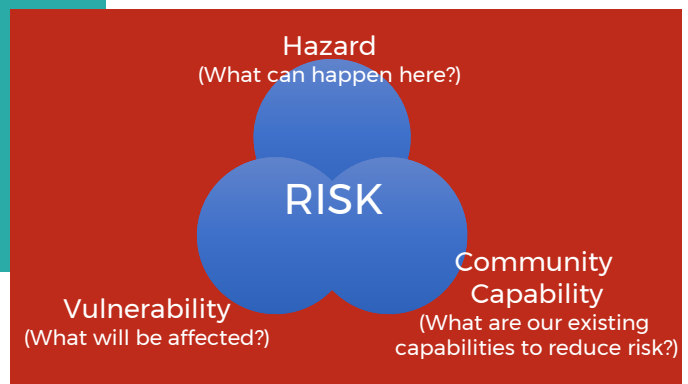 Hazard
(What can happen here?)
RISK
Vulnerability
(What will be affected?)
Community
Capability
(What are our existing
capabilities to reduce risk?)